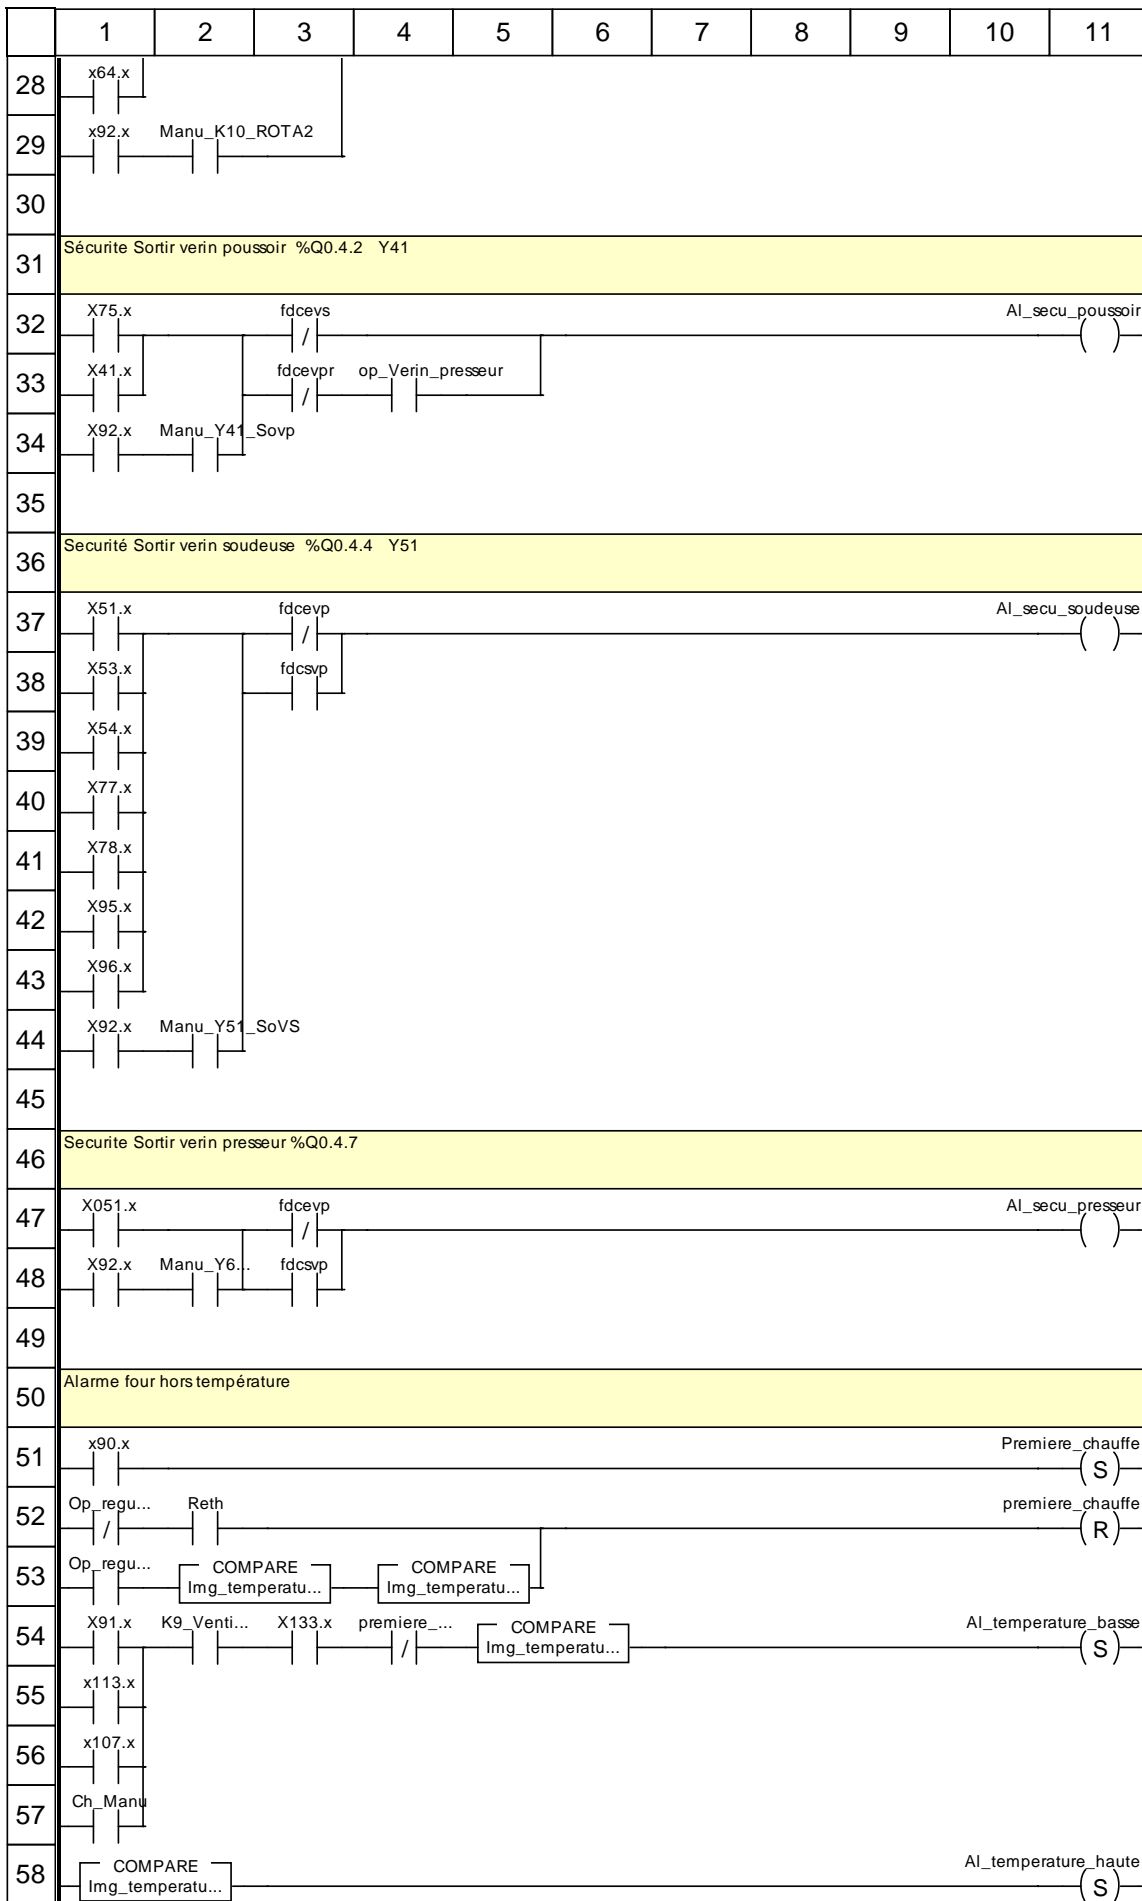 1 2 3 4 5 6 7 8 9 10 11
28 x64.x
29 x92.x Manu_K10_ROTA2
30
31 Sécurite Sortir verin poussoir %Q0.4.2 Y41
32 X75.x fdcevs / Al_secu_poussoir
33 X41.x fdcevpr / op_Verin_presseur
34 X92.x Manu_Y41_Sovp
35
36 Securité Sortir verin soudeuse %Q0.4.4 Y51
37 X51.x fdcevp / Al_secu_soudeuse
38 X53.x fdcsvp
39 X54.x
40 X77.x
41 X78.x
42 X95.x
43 X96.x
44 X92.x Manu_Y51_SoVS
45
46 Securite Sortir verin presseur %Q0.4.7
47 X051.x fdcevp / Al_secu_presseur
48 X92.x Manu_Y6... fdcsvp
49
50 Alarme four hors température
51 x90.x Premiere_chauffe S
52 Op_regu... / Reth premiere_chauffe R
53 Op_regu... COMPARE Img_temperatu... COMPARE Img_temperatu...
54 X91.x K9_Venti... X133.x premiere_... / COMPARE Img_temperatu... Al_temperature_basse S
55 x113.x
56 x107.x
57 Ch_Manu
58 COMPARE Img_temperatu... Al_temperature_haute S